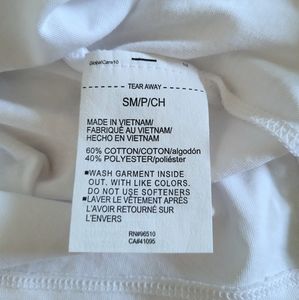 GlobalCare10
TEAR AWAY
SM/P/CH
MADE IN VIETNAM/
FABRIQUÉ AU VIETNAM/
HECHO EN VIETNAM
60% COTTON/COTON/algodón
40% POLYESTER/poliéster
▪WASH GARMENT INSIDE
OUT. WITH LIKE COLORS.
DO NOT USE SOFTENERS
▪LAVER LE VÊTEMENT APRÈS
L'AVOIR RETOURNÉ SUR
L'ENVERS
RN#96510
CA#41095